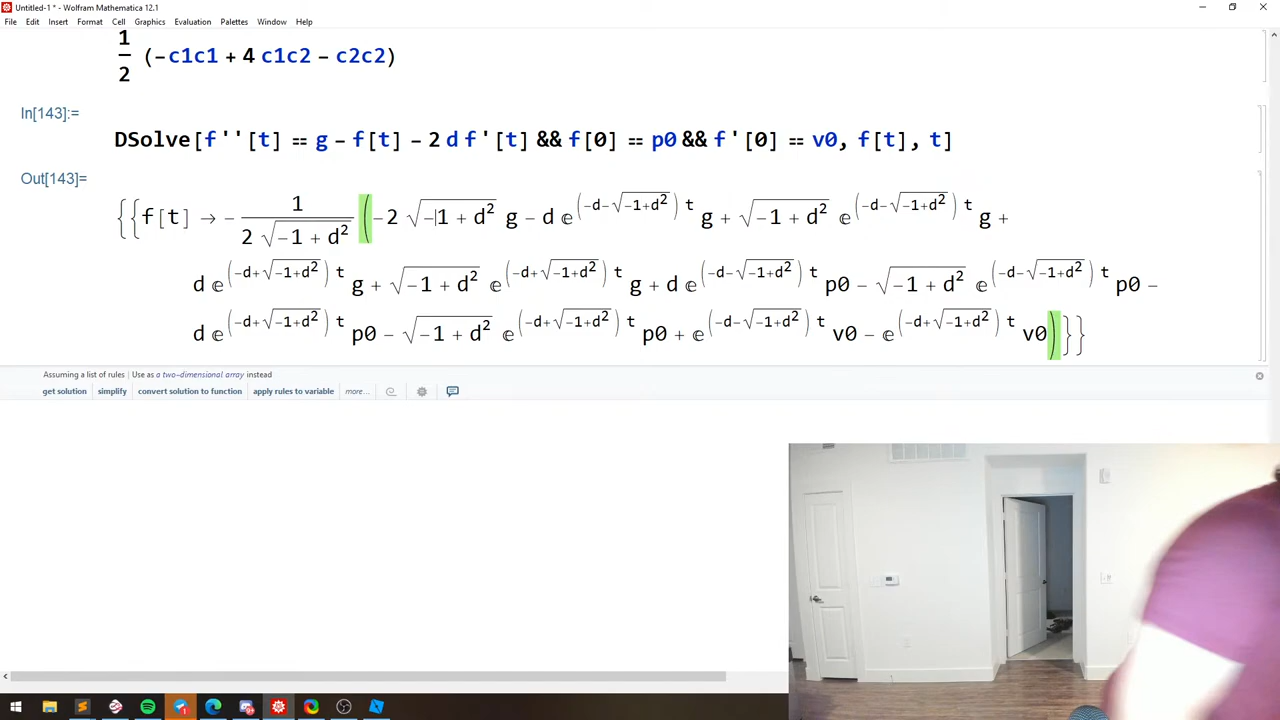 Untitled-1 * - Wolfram Mathematica 12.1
File Edit Insert Format Cell Graphics Evaluation Palettes Window Help
1/2 (-c1c1 + 4 c1c2 - c2c2)
In[143]:=
DSolve[f''[t] == g - f[t] - 2 d f'[t] && f[0] == p0 && f'[0] == v0, f[t], t]
Out[143]=
{{f[t] → - 1/(2 √(-1 + d²)) (-2 √(-1 + d²) g - d e^((-d-√(-1+d²)) t) g + √(-1 + d²) e^((-d-√(-1+d²)) t) g +
d e^((-d+√(-1+d²)) t) g + √(-1 + d²) e^((-d+√(-1+d²)) t) g + d e^((-d-√(-1+d²)) t) p0 - √(-1 + d²) e^((-d-√(-1+d²)) t) p0 -
d e^((-d+√(-1+d²)) t) p0 - √(-1 + d²) e^((-d+√(-1+d²)) t) p0 + e^((-d-√(-1+d²)) t) v0 - e^((-d+√(-1+d²)) t) v0)}}
Assuming a list of rules | Use as a two-dimensional array instead
get solution simplify convert solution to function apply rules to variable more...